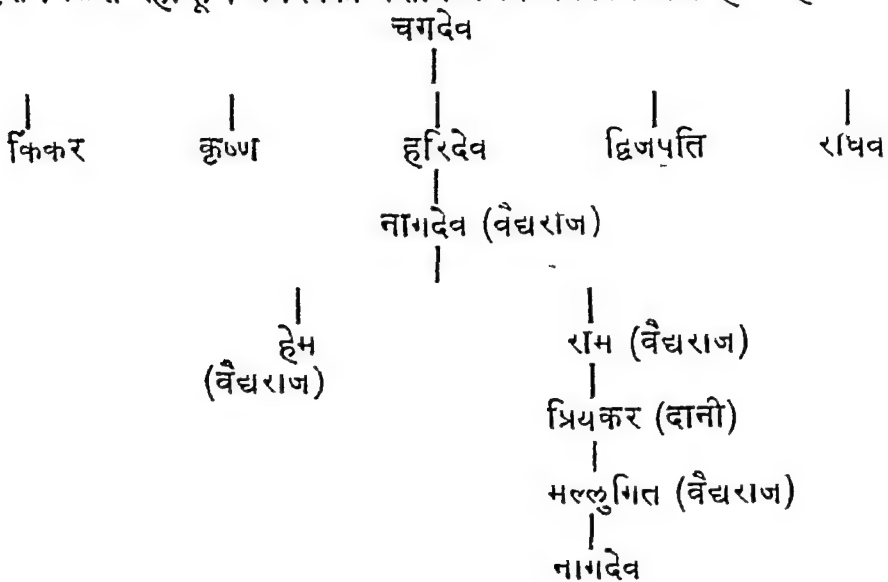 चगदेव
किंकर कृष्ण हरिदेव द्विजपति राघव
नागदेव (वैद्यराज)
हेम राम (वैद्यराज)
(वैद्यराज)
प्रियकर (दानी)
मल्लुगित (वैद्यराज)
नागदेव